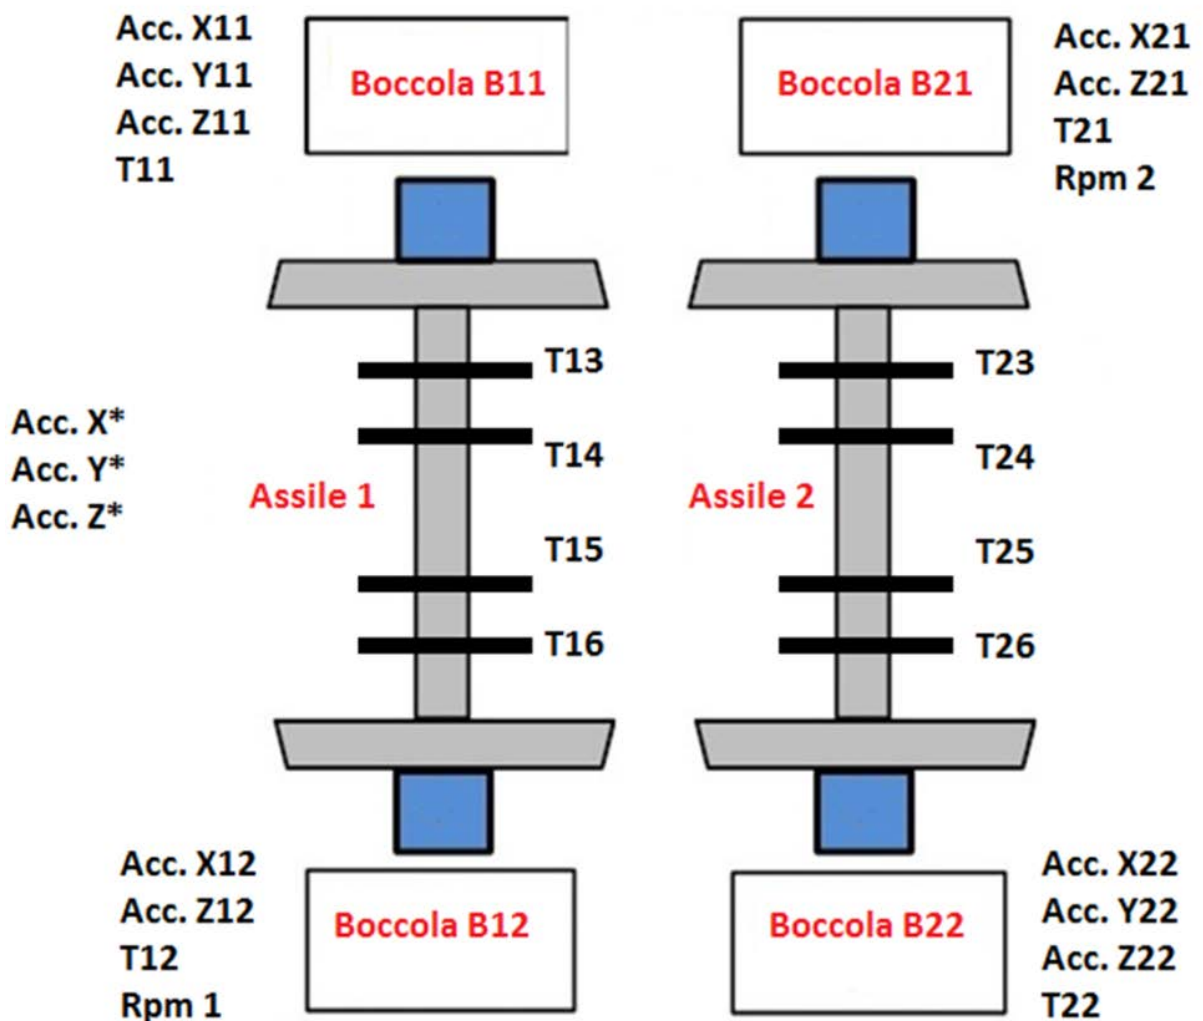 Acc. X11
Acc. Y11
Acc. Z11
T11
Boccola B11
Boccola B21
Acc. X21
Acc. Z21
T21
Rpm 2
T13
T14
T15
T16
T23
T24
T25
T26
Acc. X*
Acc. Y*
Acc. Z*
Assile 1
Assile 2
Acc. X12
Acc. Z12
T12
Rpm 1
Boccola B12
Boccola B22
Acc. X22
Acc. Y22
Acc. Z22
T22